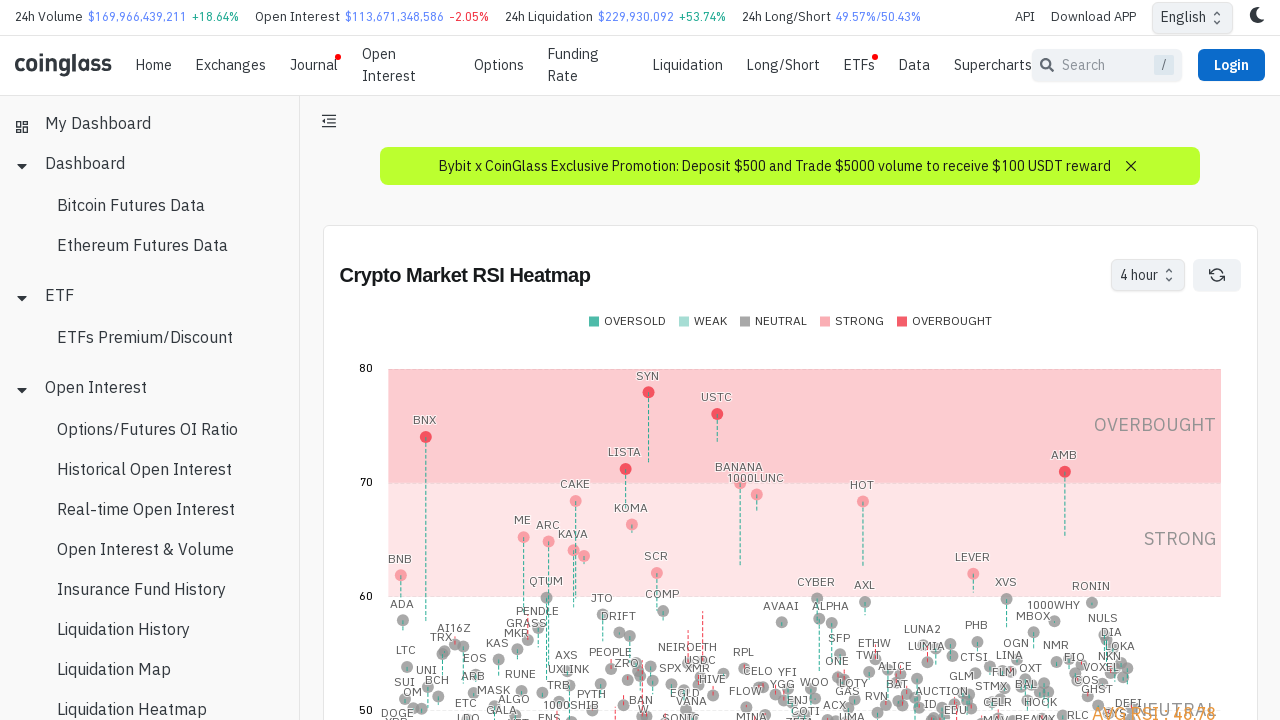 24h Volume $169,966,439,211 +18.64% Open Interest $113,671,348,586 -2.05% 24h Liquidation $229,930,092 +53.74% 24h Long/Short 49.57%/50.43% API Download APP English
coinglass Home Exchanges Journal Open Interest Options Funding Rate Liquidation Long/Short ETFs Data Supercharts Search / Login
My Dashboard
Dashboard
Bitcoin Futures Data
Ethereum Futures Data
ETF
ETFs Premium/Discount
Open Interest
Options/Futures OI Ratio
Historical Open Interest
Real-time Open Interest
Open Interest & Volume
Insurance Fund History
Liquidation History
Liquidation Map
Liquidation Heatmap
Bybit x CoinGlass Exclusive Promotion: Deposit $500 and Trade $5000 volume to receive $100 USDT reward
Crypto Market RSI Heatmap
4 hour
OVERSOLD WEAK NEUTRAL STRONG OVERBOUGHT
80
SYN
USTC
BNX
OVERBOUGHT
LISTA
AMB
BANANA
1000LUNC
70
CAKE
HOT
KOMA
ME
ARC
KAVA
STRONG
BNB
SCR
LEVER
QTUM
CYBER
AXL
XVS
RONIN
60
COMP
JTO
ADA
AVAAI
ALPHA
1000WHY
PENDLE
DRIFT
MBOX
NULS
GRASS
AI16Z
MKR
PHB
LUNA2
DIA
TRX
SFP
ETHW
OGN
NMR
LOKA
KAS
NEIROETH
LUMIA
LTC
PEOPLE
RPL
AXS
TWT
CTSI
LINA
FIO
NKN
EOS
ZRO
USDC
ONE
UNI
UXLINK
SPX
XMR
CELO
YFI
ALICE
FLM
OXT
VOXEL
ARB
RUNE
GLM
BCH
HIVE
WOO
LQTY
COS
SUI
TRB
YGG
BAT
STMX
BAL
GHST
OM
MASK
PYTH
EGLD
FLOW
GAS
RVN
AUCTION
ETC
ALGO
BAN
VANA
ENJ
ACX
ID
CELR
HOOK
DEFI
1000SHIB
GALA
W
COTI
EDU
50
DOGE
ENS
SONIC
MINA
UMA
RLC
NEUTRAL